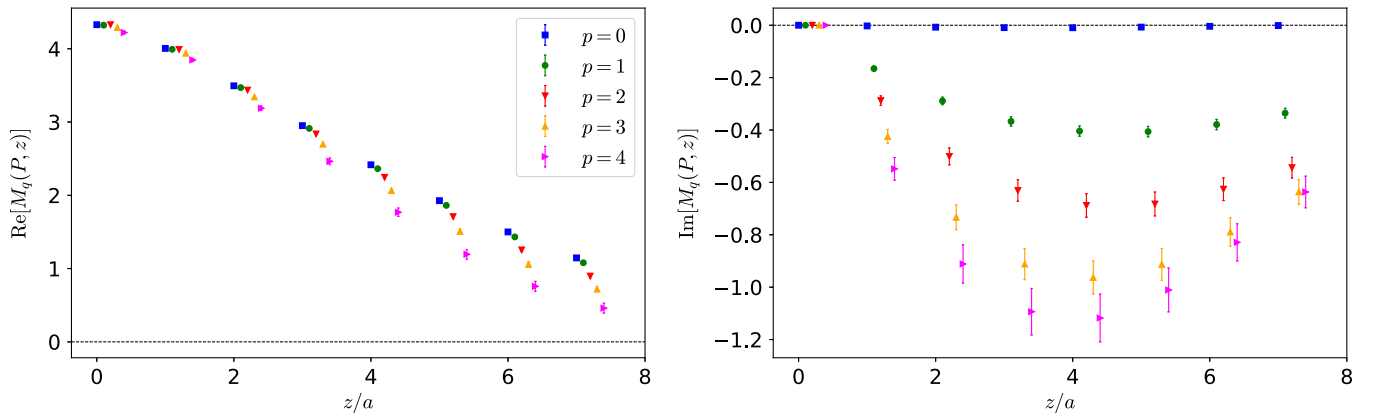 Re[M_q(P, z)]
4
3
2
1
0
0 2 4 6 8
z/a
p = 0
p = 1
p = 2
p = 3
p = 4
Im[M_q(P, z)]
0.0
−0.2
−0.4
−0.6
−0.8
−1.0
−1.2
0 2 4 6 8
z/a